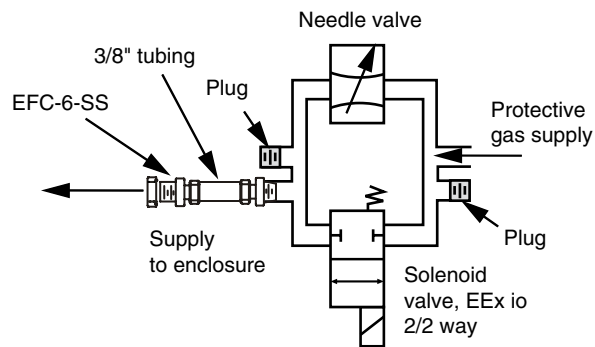 Needle valve
3/8" tubing
EFC-6-SS
Plug
Protective
gas supply
Supply
to enclosure
Plug
Solenoid
valve, EEx io
2/2 way